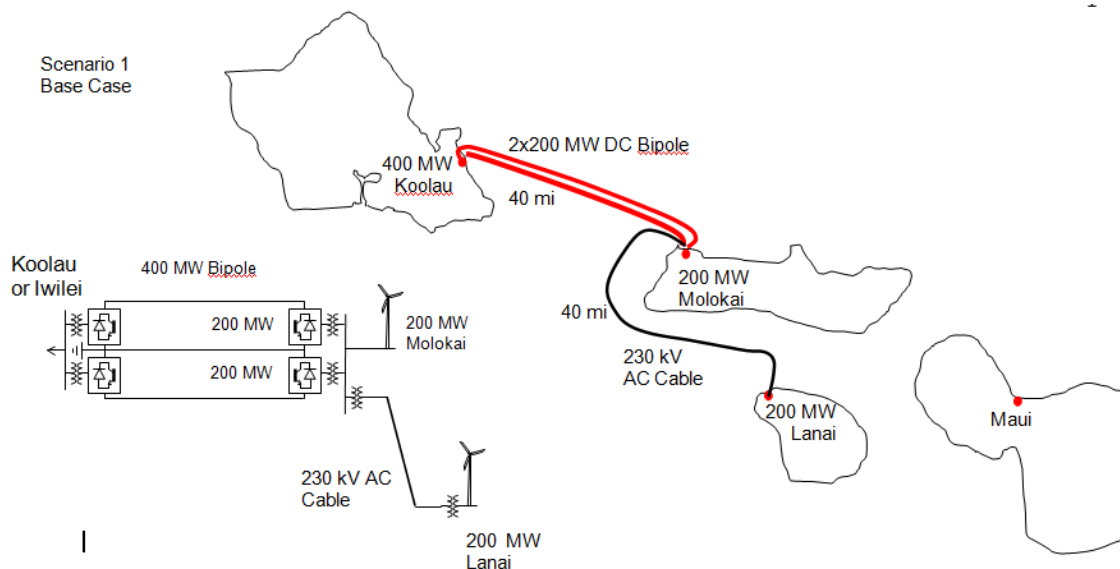 Scenario 1
Base Case
2x200 MW DC Bipole
400 MW
Koolau
40 mi
Koolau
or Iwilei
400 MW Bipole
200 MW
200 MW
200 MW
Molokai
200 MW
Molokai
40 mi
230 kV
AC Cable
200 MW
Lanai
Maui
230 kV AC
Cable
200 MW
Lanai